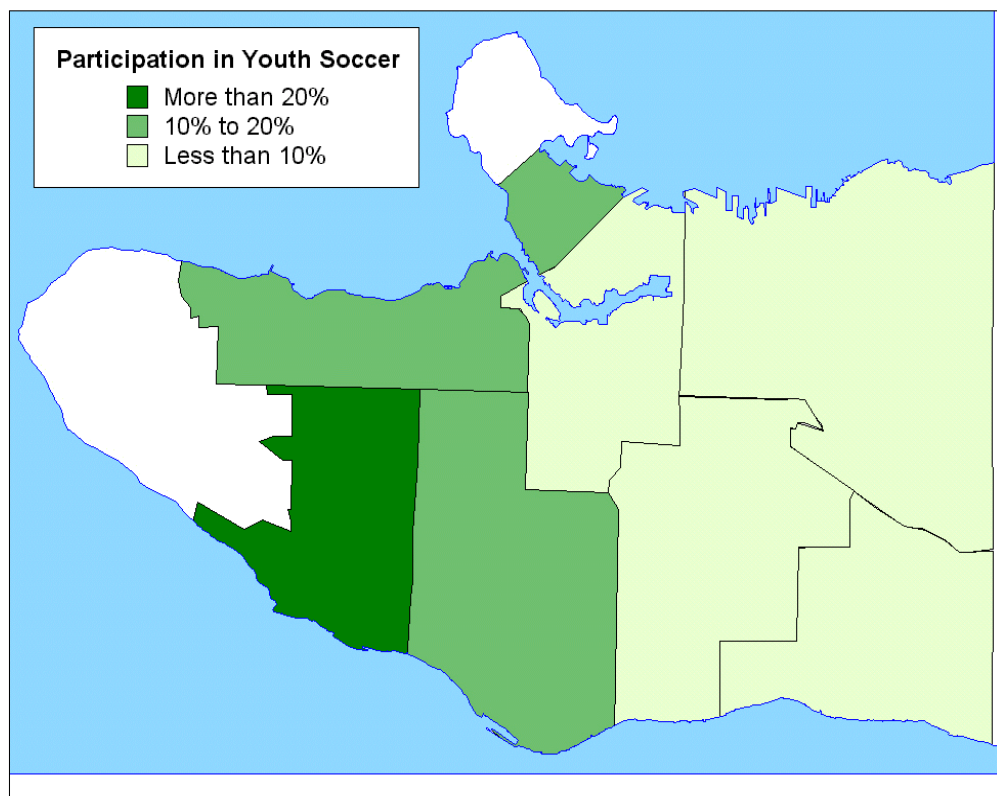 Participation in Youth Soccer
More than 20%
10% to 20%
Less than 10%